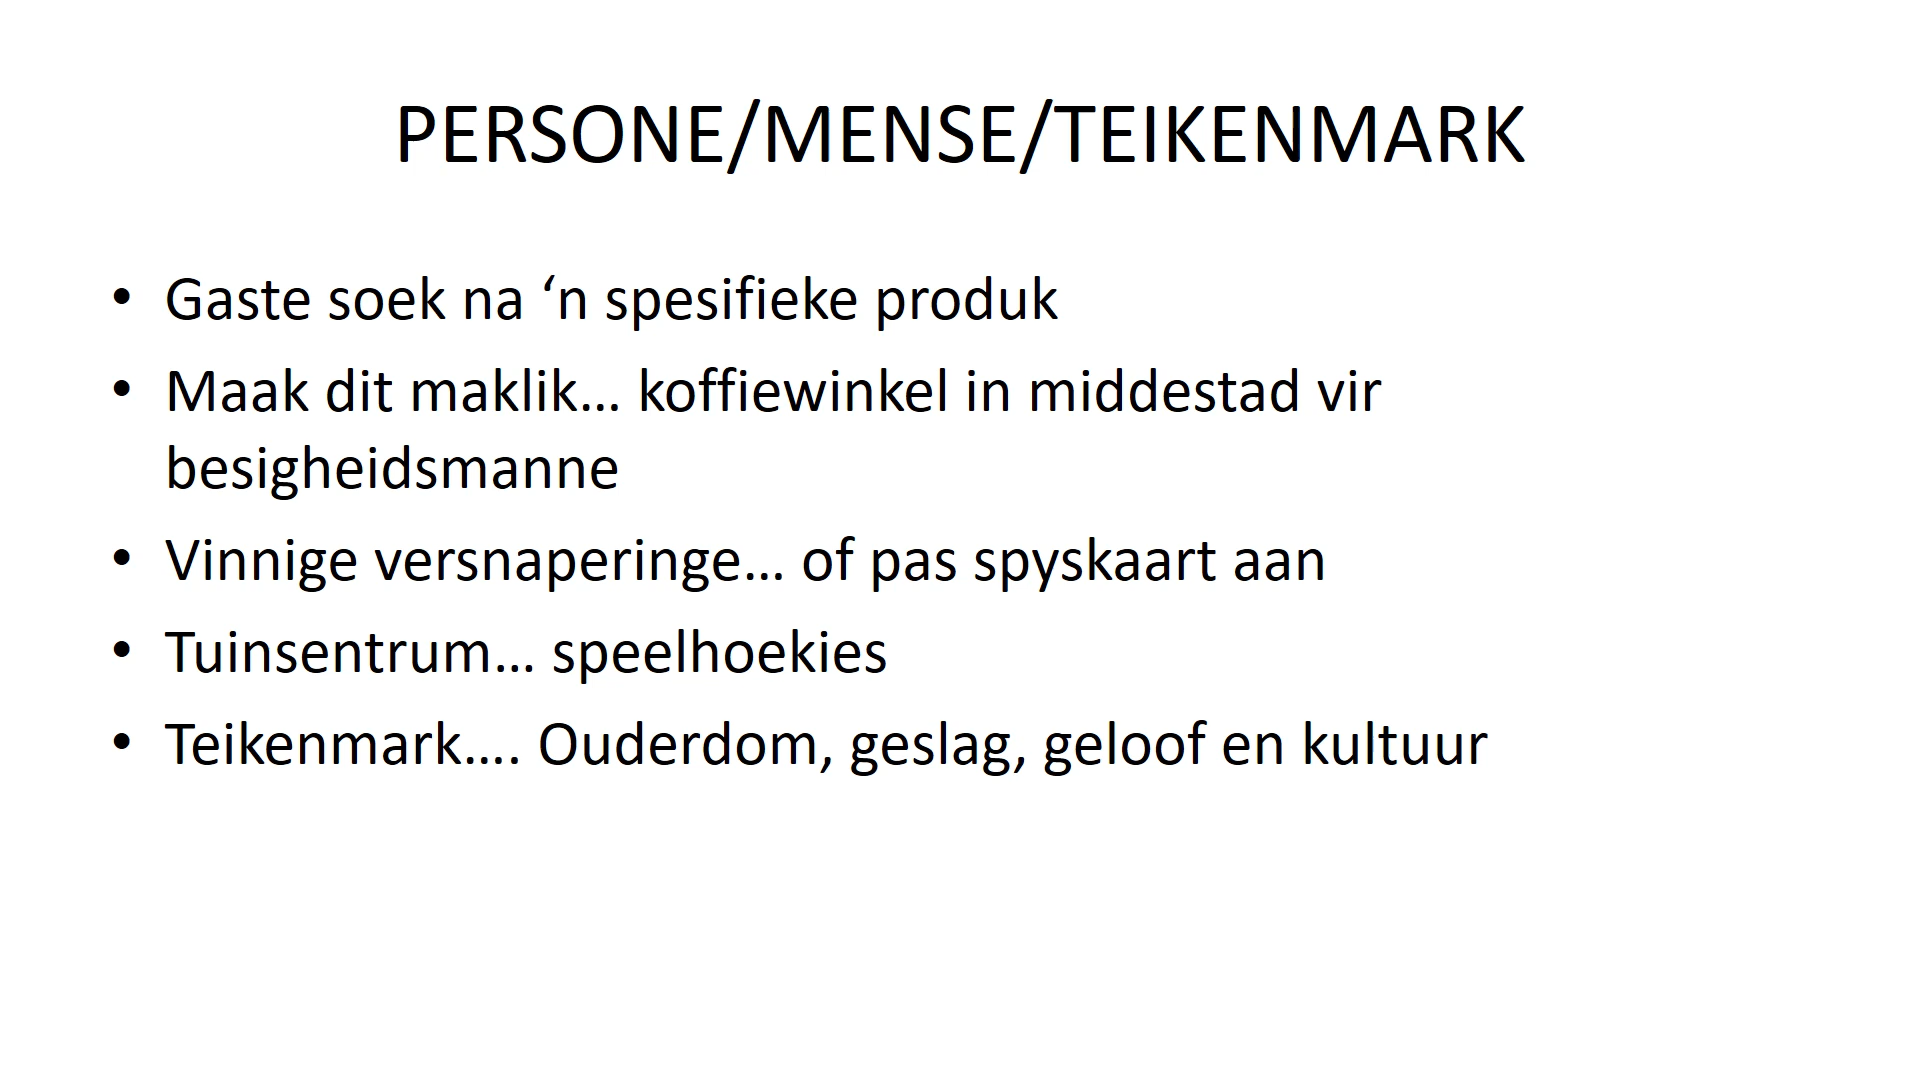 PERSONE/MENSE/TEIKENMARK
• Gaste soek na ‘n spesifieke produk
• Maak dit maklik… koffiewinkel in middestad vir
besigheidsmanne
• Vinnige versnaperinge… of pas spyskaart aan
• Tuinsentrum… speelhoekies
• Teikenmark…. Ouderdom, geslag, geloof en kultuur